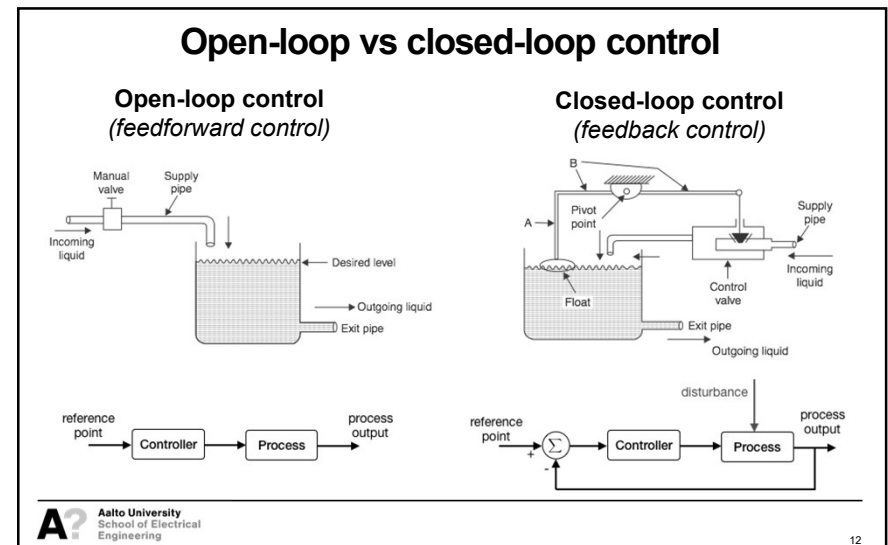 Open-loop vs closed-loop control
Open-loop control
(feedforward control)
Manual
valve
Supply
pipe
Incoming
liquid
Desired level
Outgoing liquid
Exit pipe
reference
point
Controller
Process
process
output
Closed-loop control
(feedback control)
B
A
Pivot
point
Supply
pipe
Incoming
liquid
Control
valve
Float
Exit pipe
Outgoing liquid
disturbance
reference
point
+
Σ
-
Controller
Process
process
output
A?
Aalto University
School of Electrical
Engineering
12